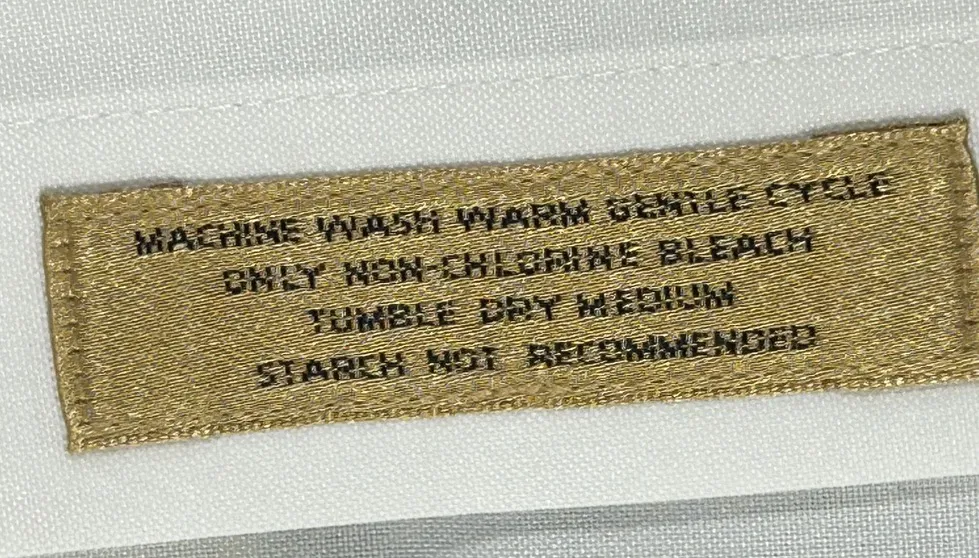 MACHINE WASH WARM GENTLE CYCLE
ONLY NON-CHLORINE BLEACH
TUMBLE DRY MEDIUM
STARCH NOT RECOMMENDED